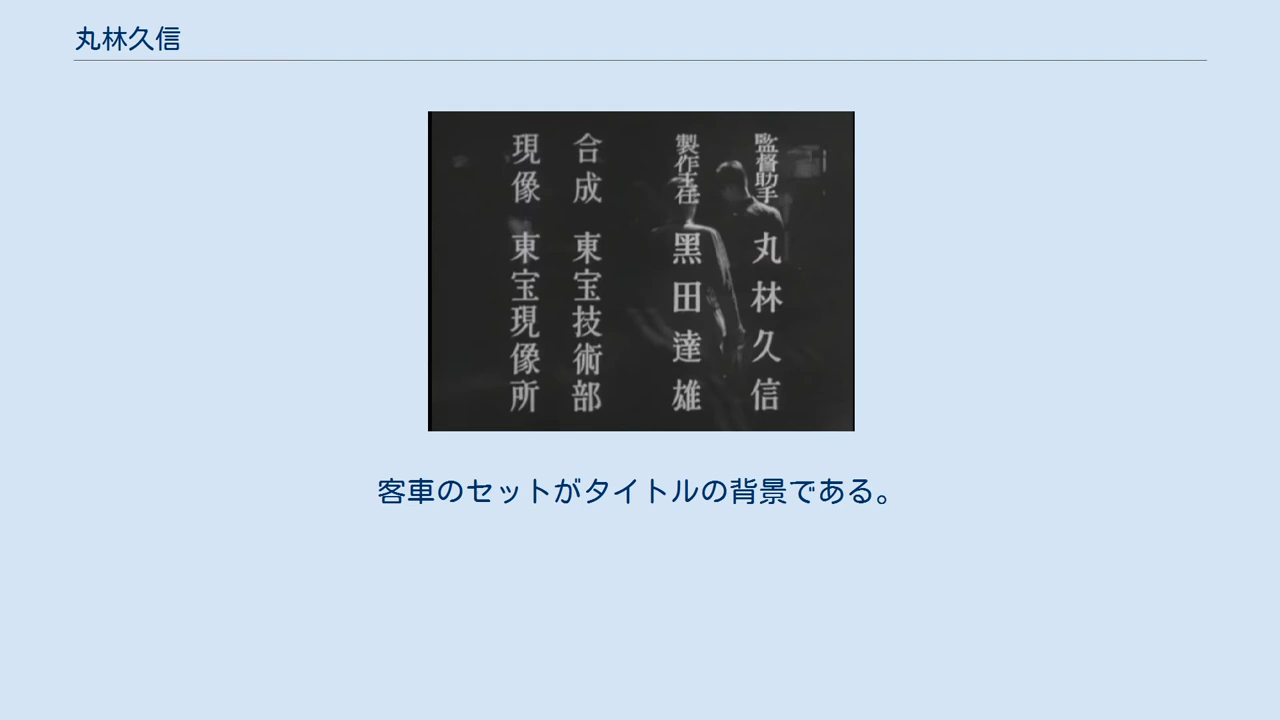 丸林久信
監督助手 丸林久信
製作主任 黑田達雄
合成 東宝技術部
現像 東宝現像所
客車のセットがタイトルの背景である。